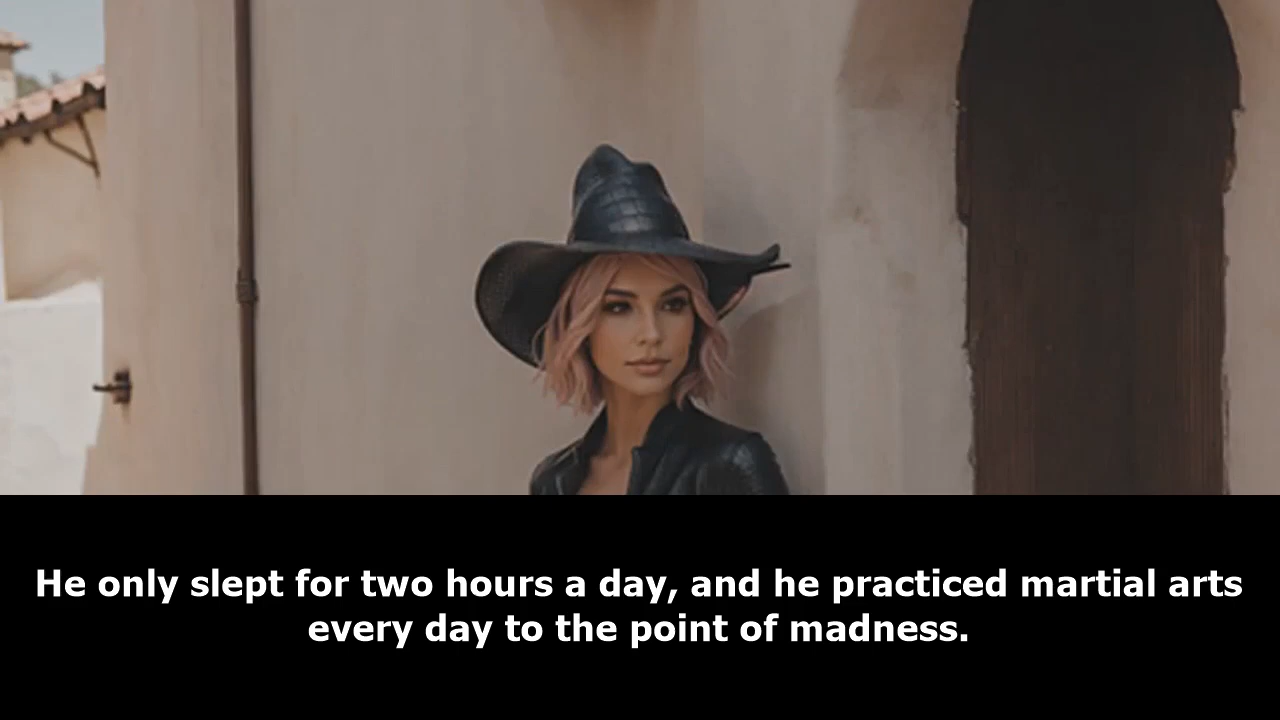 He only slept for two hours a day, and he practiced martial arts
every day to the point of madness.